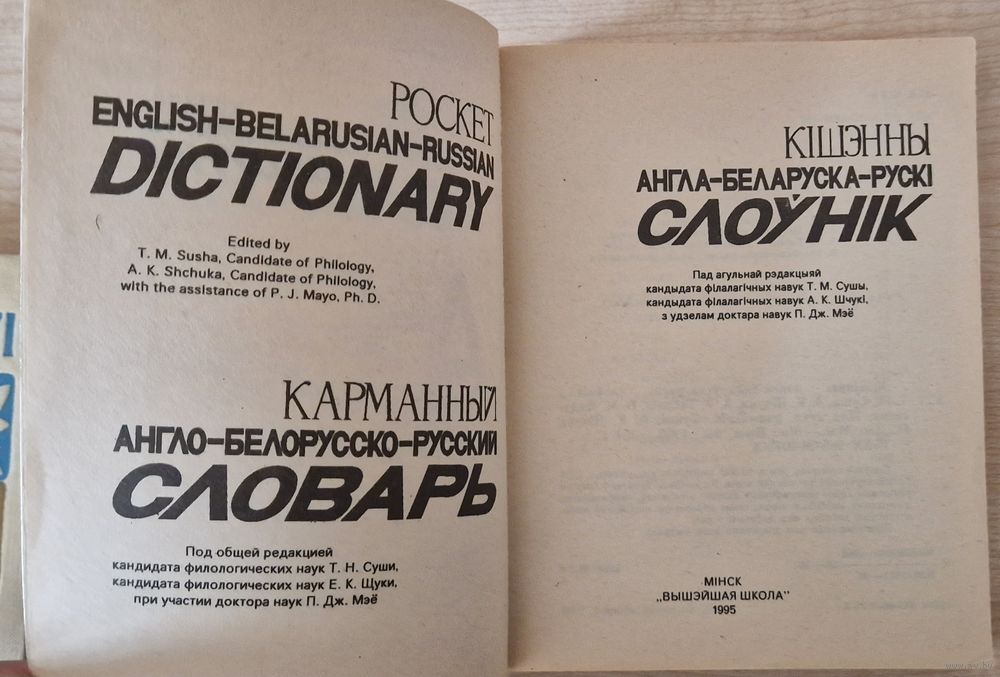 POCKET
ENGLISH-BELARUSIAN-RUSSIAN
DICTIONARY
Edited by
T. M. Susha, Candidate of Philology,
A. K. Shchuka, Candidate of Philology,
with the assistance of P. J. Mayo, Ph. D.
КАРМАННЫЙ
АНГЛО-БЕЛОРУССКО-РУССКИЙ
СЛОВАРЬ
Под общей редакцией
кандидата филологических наук Т. Н. Суши,
кандидата филологических наук Е. К. Щуки,
при участии доктора наук П. Дж. Мэё
КІШЭННЫ
АНГЛА-БЕЛАРУСКА-РУСКІ
СЛОЎНІК
Пад агульнай рэдакцыяй
кандыдата філалагічных навук Т. М. Сушы,
кандыдата філалагічных навук А. К. Шчукі,
з удзелам доктара навук П. Дж. Мэё
МІНСК
„ВЫШЭЙШАЯ ШКОЛА"
1995
www.ay.by